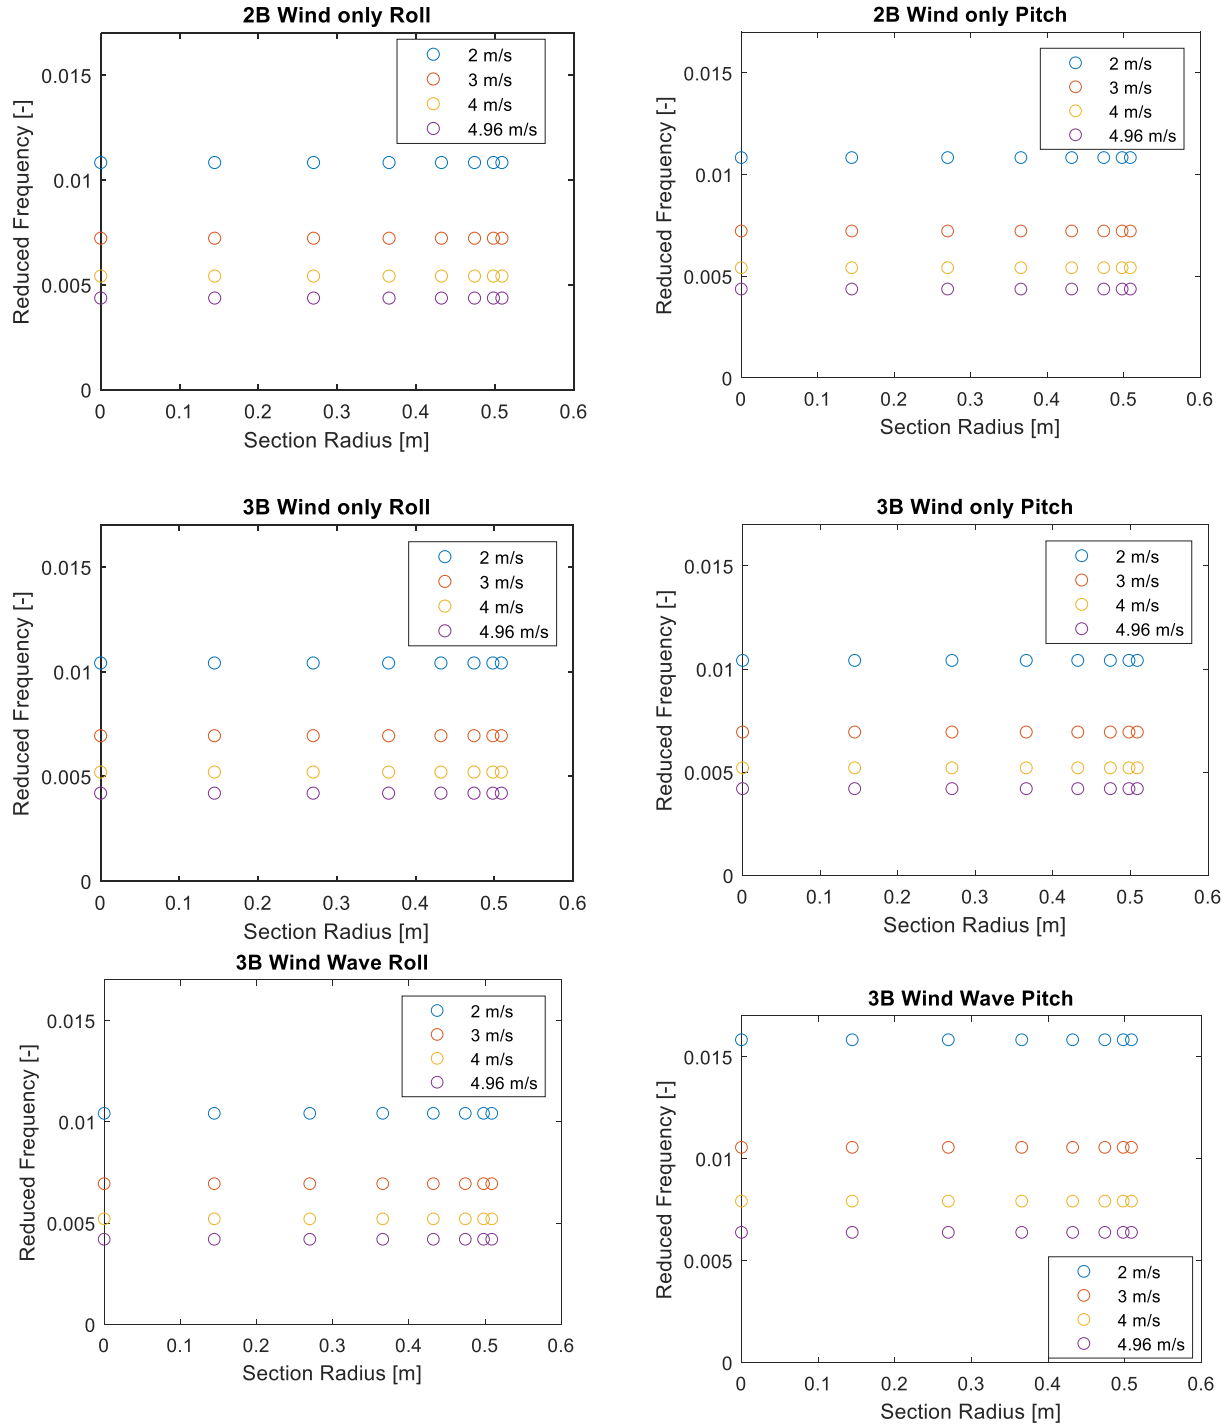 2B Wind only Roll
2 m/s
3 m/s
4 m/s
4.96 m/s
0.015
0.01
0.005
0
Reduced Frequency [-]
0 0.1 0.2 0.3 0.4 0.5 0.6
Section Radius [m]
2B Wind only Pitch
2 m/s
3 m/s
4 m/s
4.96 m/s
0.015
0.01
0.005
0
Reduced Frequency [-]
0 0.1 0.2 0.3 0.4 0.5 0.6
Section Radius [m]
3B Wind only Roll
2 m/s
3 m/s
4 m/s
4.96 m/s
0.015
0.01
0.005
0
Reduced Frequency [-]
0 0.1 0.2 0.3 0.4 0.5 0.6
Section Radius [m]
3B Wind only Pitch
2 m/s
3 m/s
4 m/s
4.96 m/s
0.015
0.01
0.005
0
Reduced Frequency [-]
0 0.1 0.2 0.3 0.4 0.5 0.6
Section Radius [m]
3B Wind Wave Roll
2 m/s
3 m/s
4 m/s
4.96 m/s
0.015
0.01
0.005
0
Reduced Frequency [-]
0 0.1 0.2 0.3 0.4 0.5 0.6
Section Radius [m]
3B Wind Wave Pitch
0.015
0.01
0.005
0
Reduced Frequency [-]
2 m/s
3 m/s
4 m/s
4.96 m/s
0 0.1 0.2 0.3 0.4 0.5 0.6
Section Radius [m]